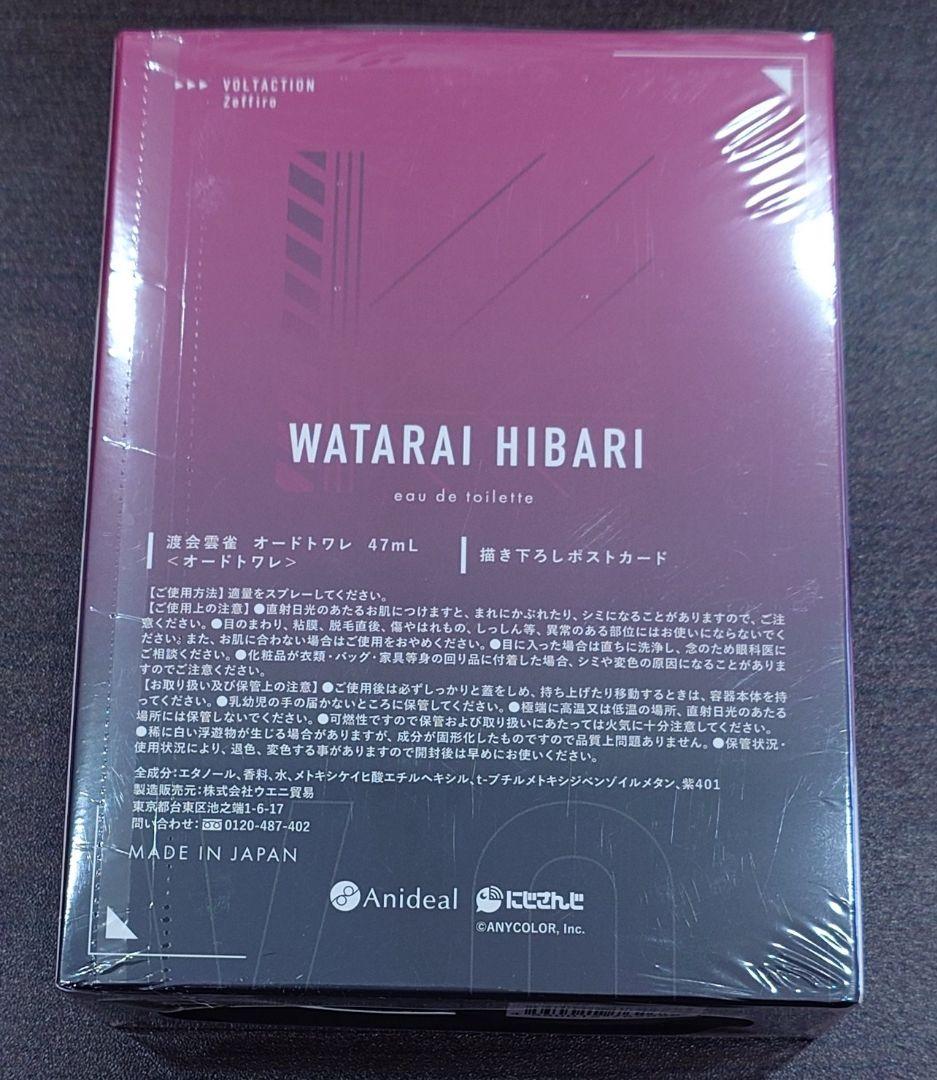 ▸▸▸ VOLTACTION
Zeffiro
WATARAI HIBARI
eau de toilette
渡会雲雀 オードトワレ 47mL
<オードトワレ>
描き下ろしポストカード
【ご使用方法】適量をスプレーしてください。
【ご使用上の注意】●直射日光のあたるお肌につけますと、まれにかぶれたり、シミになることがありますので、ご注
意ください。●目のまわり、粘膜、脱毛直後、傷やはれもの、しっしん等、異常のある部位にはお使いにならないでく
ださい。また、お肌に合わない場合はご使用をおやめください。●目に入った場合は直ちに洗浄し、念のため眼科医に
ご相談ください。●化粧品が衣類・バッグ・家具等身の回り品に付着した場合、シミや変色の原因になることがありま
すのでご注意ください。
【お取り扱い及び保管上の注意】●ご使用後は必ずしっかりと蓋をしめ、持ち上げたり移動するときは、容器本体を持
ってください。●乳幼児の手の届かないところに保管してください。●極端に高温又は低温の場所、直射日光のあたる
場所には保管しないでください。●可燃性ですので保管および取り扱いにあたっては火気に十分注意してください。
●稀に白い浮遊物が生じる場合がありますが、成分が固形化したものですので品質上問題ありません。●保管状況・
使用状況により、退色、変色する事がありますので開封後は早めにお使いください。
全成分:エタノール、香料、水、メトキシケイヒ酸エチルヘキシル、t-ブチルメトキシジベンゾイルメタン、紫401
製造販売元:株式会社ウエニ貿易
東京都台東区池之端1-6-17
問い合わせ:0120-487-402
MADE IN JAPAN
Anideal にじさんじ
©ANYCOLOR, Inc.